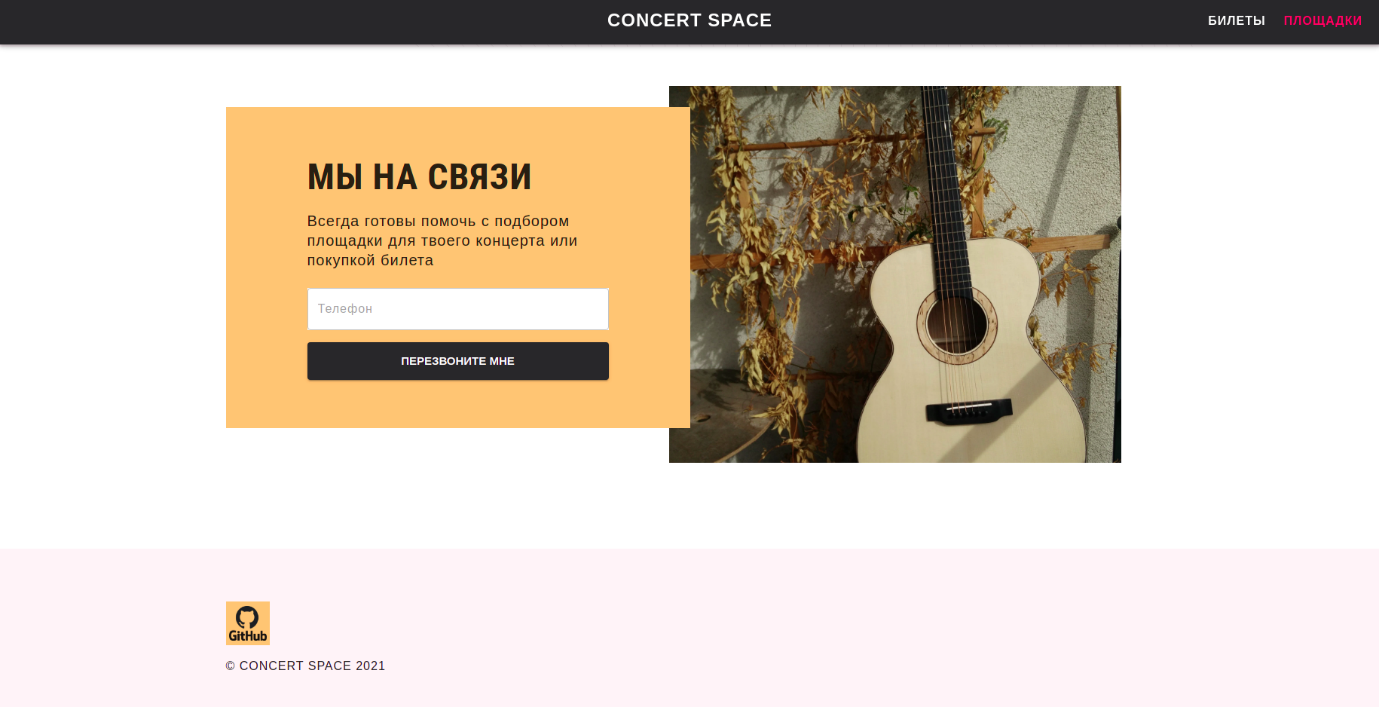 CONCERT SPACE
БИЛЕТЫ ПЛОЩАДКИ
МЫ НА СВЯЗИ
Всегда готовы помочь с подбором
площадки для твоего концерта или
покупкой билета
Телефон
ПЕРЕЗВОНИТЕ МНЕ
GitHub
© CONCERT SPACE 2021